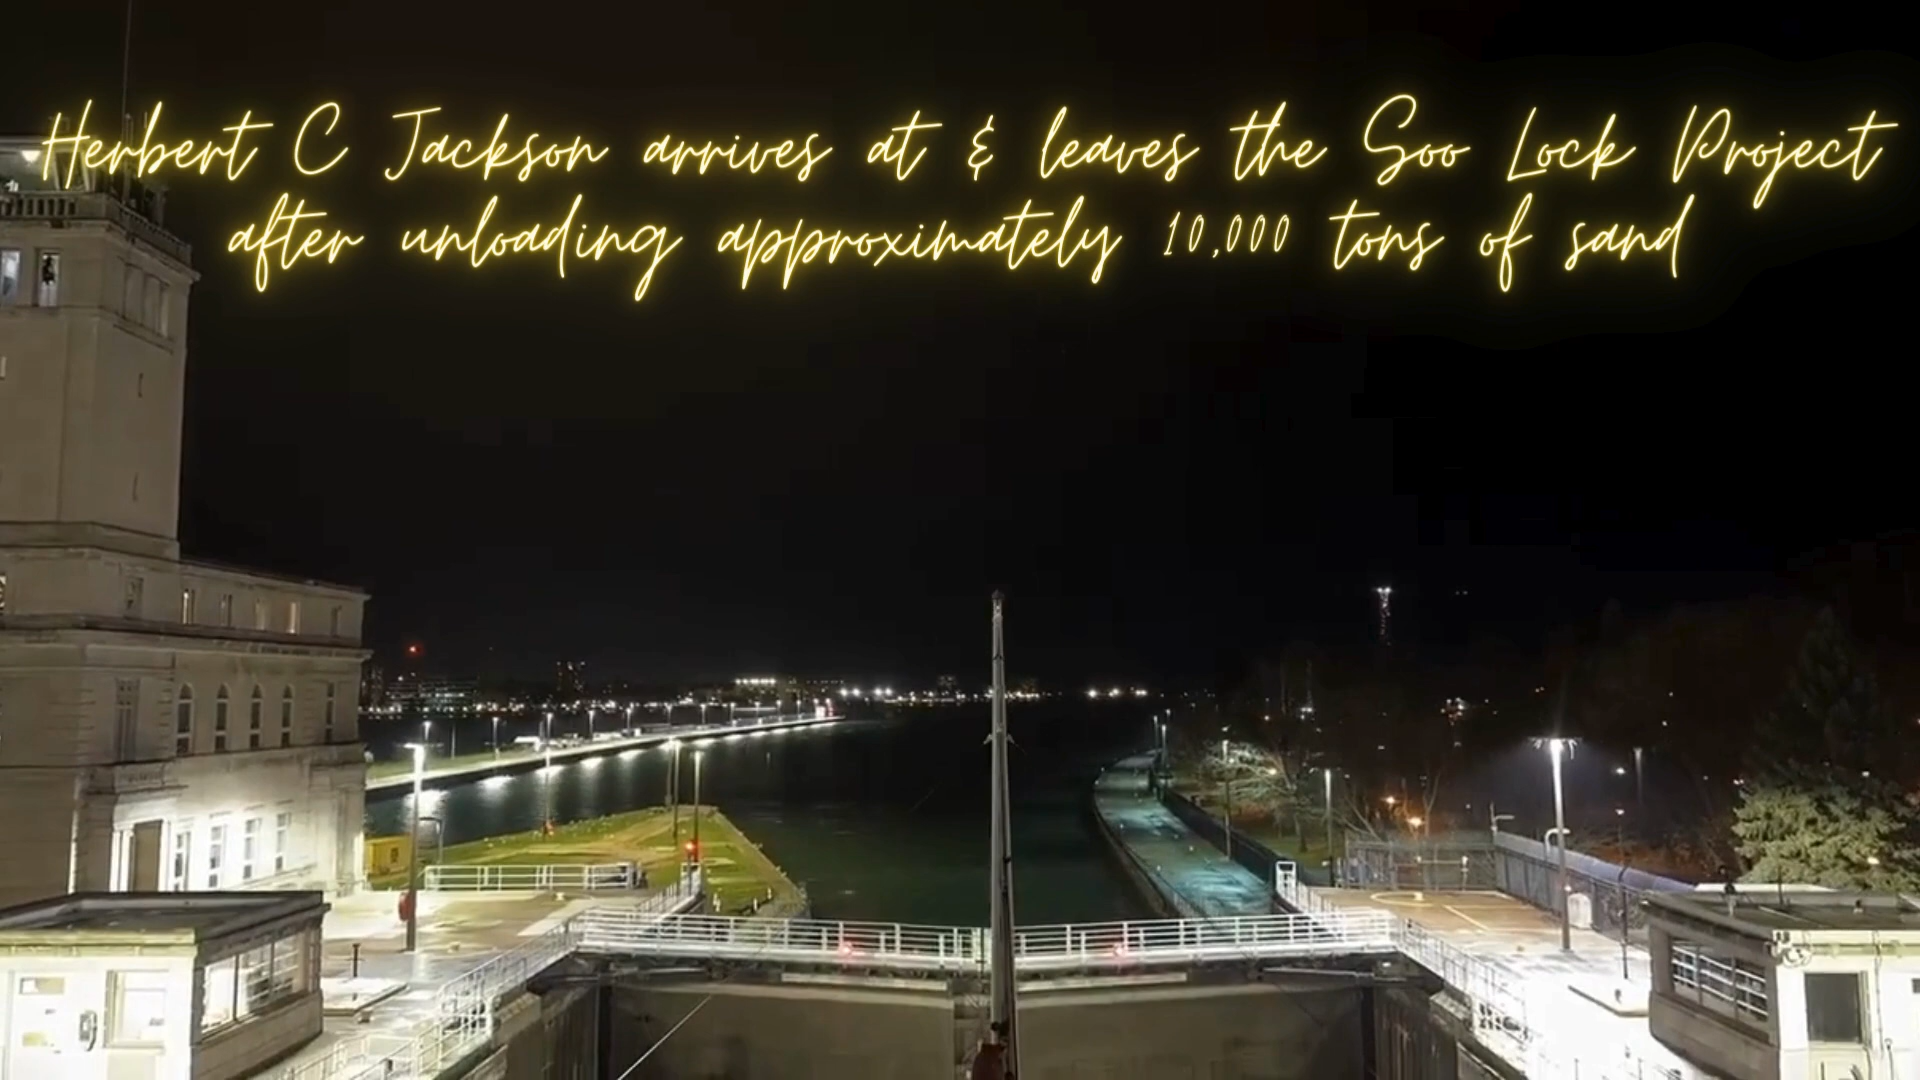 Herbert C Jackson arrives at & leaves the Soo Lock Project
after unloading approximately 10,000 tons of sand